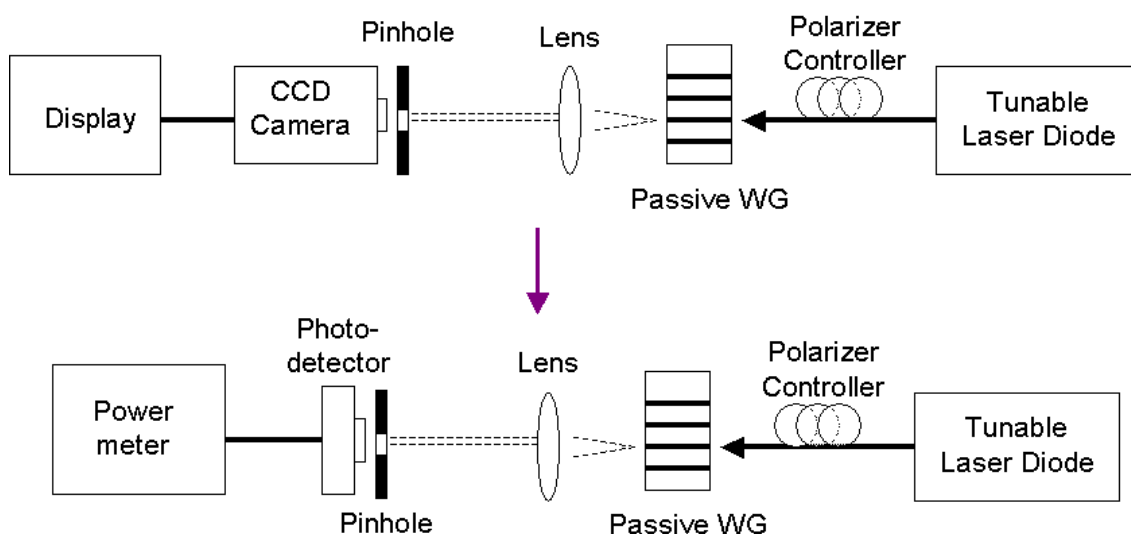 Pinhole
Lens
Polarizer
Controller
Display
CCD
Camera
Tunable
Laser Diode
Passive WG
Photo-
detector
Lens
Polarizer
Controller
Power
meter
Tunable
Laser Diode
Pinhole
Passive WG